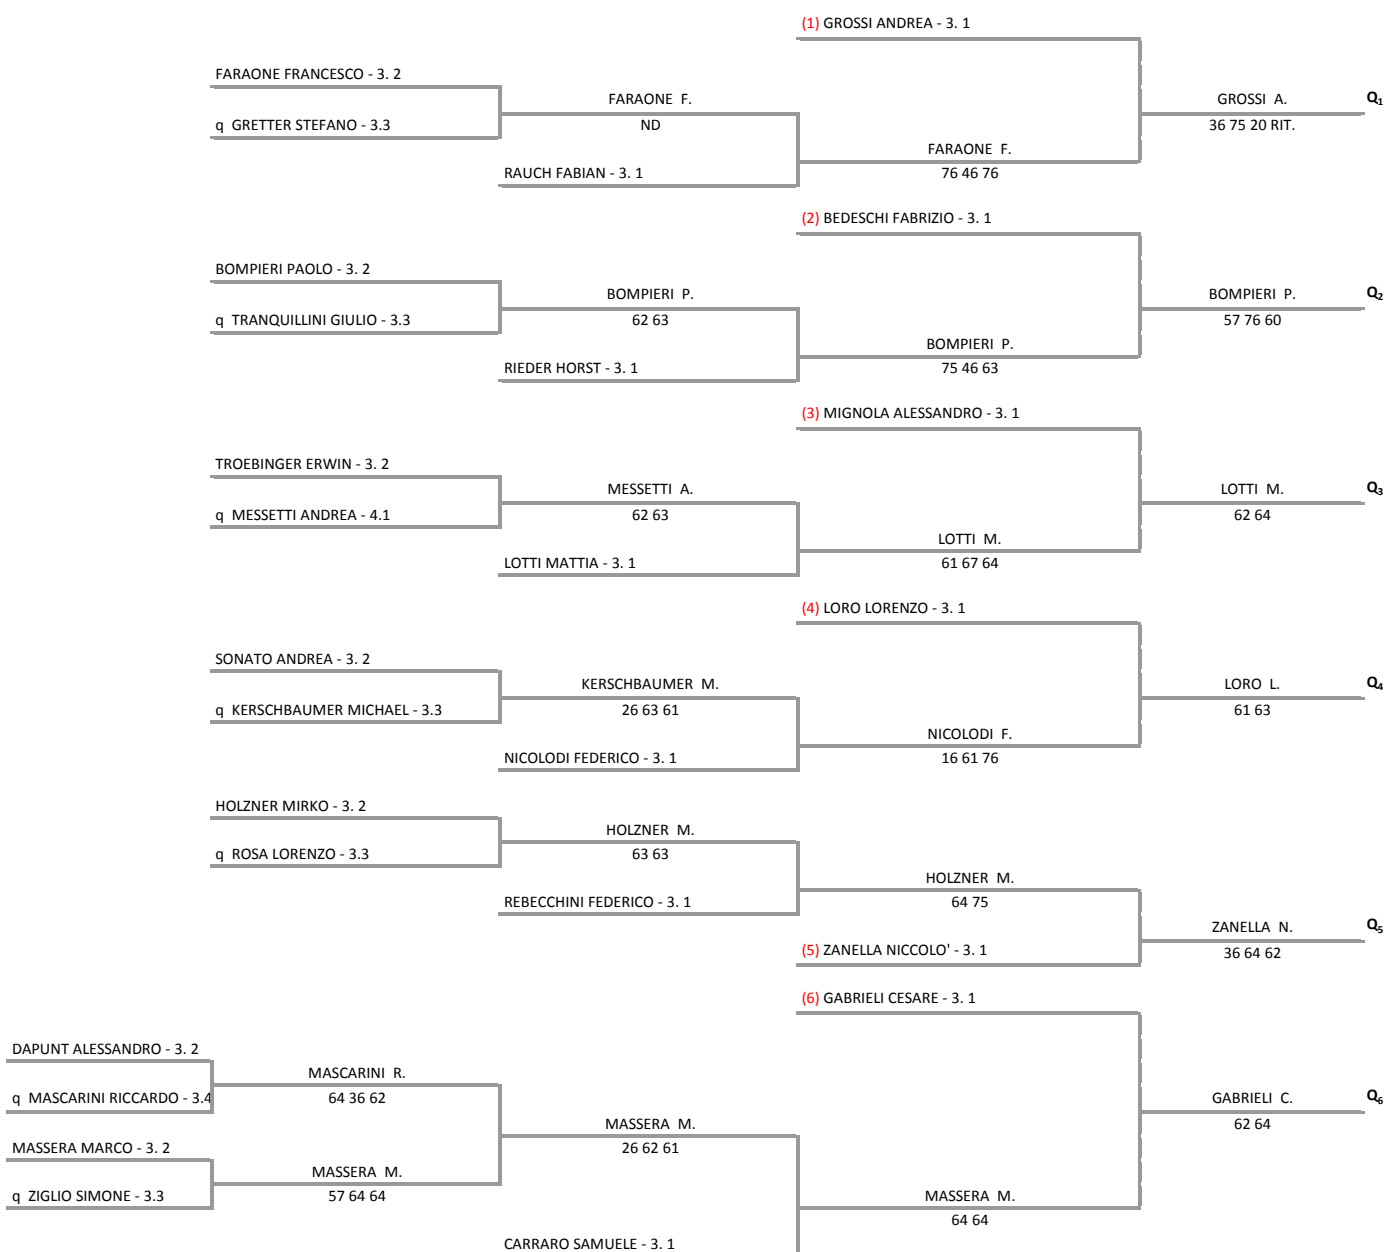 (1) GROSSI ANDREA - 3. 1
FARAONE FRANCESCO - 3. 2
FARAONE F.
GROSSI A.
Q1
q GRETTER STEFANO - 3.3
ND
36 75 20 RIT.
FARAONE F.
RAUCH FABIAN - 3. 1
76 46 76
(2) BEDESCHI FABRIZIO - 3. 1
BOMPIERI PAOLO - 3. 2
BOMPIERI P.
BOMPIERI P.
Q2
q TRANQUILLINI GIULIO - 3.3
62 63
57 76 60
BOMPIERI P.
RIEDER HORST - 3. 1
75 46 63
(3) MIGNOLA ALESSANDRO - 3. 1
TROEBINGER ERWIN - 3. 2
MESSETTI A.
LOTTI M.
Q3
q MESSETTI ANDREA - 4.1
62 63
62 64
LOTTI M.
LOTTI MATTIA - 3. 1
61 67 64
(4) LORO LORENZO - 3. 1
SONATO ANDREA - 3. 2
KERSCHBAUMER M.
LORO L.
Q4
q KERSCHBAUMER MICHAEL - 3.3
26 63 61
61 63
NICOLODI F.
NICOLODI FEDERICO - 3. 1
16 61 76
HOLZNER MIRKO - 3. 2
HOLZNER M.
q ROSA LORENZO - 3.3
63 63
HOLZNER M.
REBECCHINI FEDERICO - 3. 1
64 75
ZANELLA N.
Q5
(5) ZANELLA NICCOLO' - 3. 1
36 64 62
(6) GABRIELI CESARE - 3. 1
DAPUNT ALESSANDRO - 3. 2
MASCARINI R.
q MASCARINI RICCARDO - 3.4
64 36 62
GABRIELI C.
Q6
MASSERA M.
62 64
MASSERA MARCO - 3. 2
26 62 61
MASSERA M.
q ZIGLIO SIMONE - 3.3
57 64 64
MASSERA M.
64 64
CARRARO SAMUELE - 3. 1